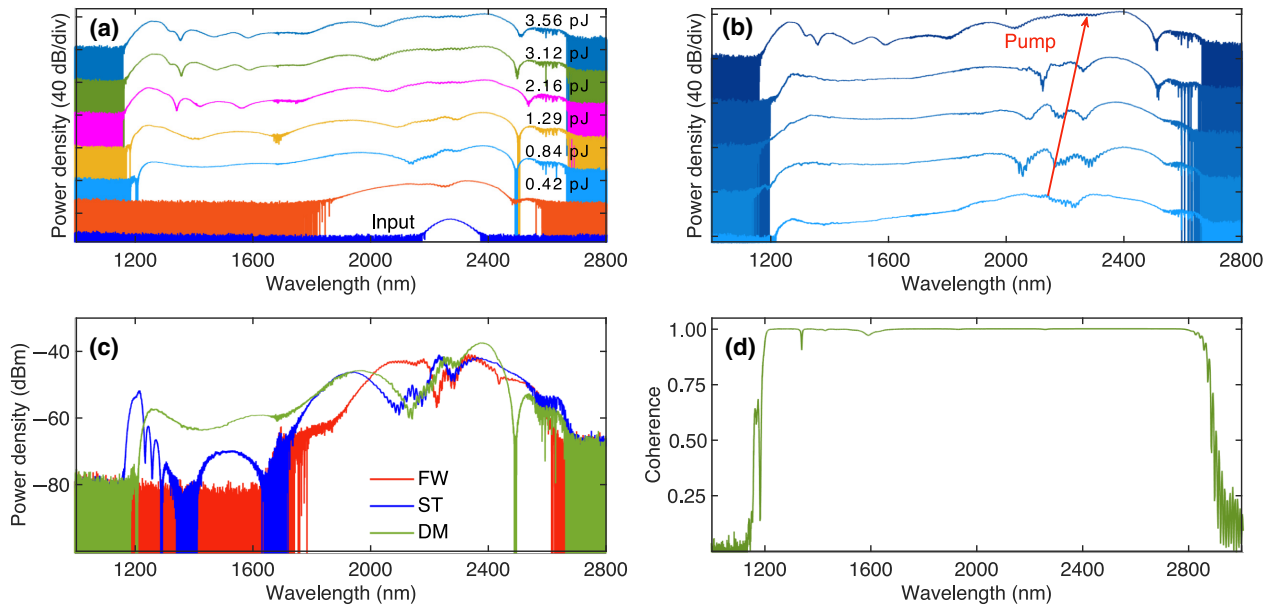 (a)
3.56 pJ
3.12 pJ
2.16 pJ
1.29 pJ
0.84 pJ
0.42 pJ
Input
Power density (40 dB/div)
1200 1600 2000 2400 2800
Wavelength (nm)
(b)
Pump
Power density (40 dB/div)
1200 1600 2000 2400 2800
Wavelength (nm)
(c)
−40
−60
−80
Power density (dBm)
FW
ST
DM
1200 1600 2000 2400 2800
Wavelength (nm)
(d)
1.00
0.75
0.50
0.25
Coherence
1200 1600 2000 2400 2800
Wavelength (nm)